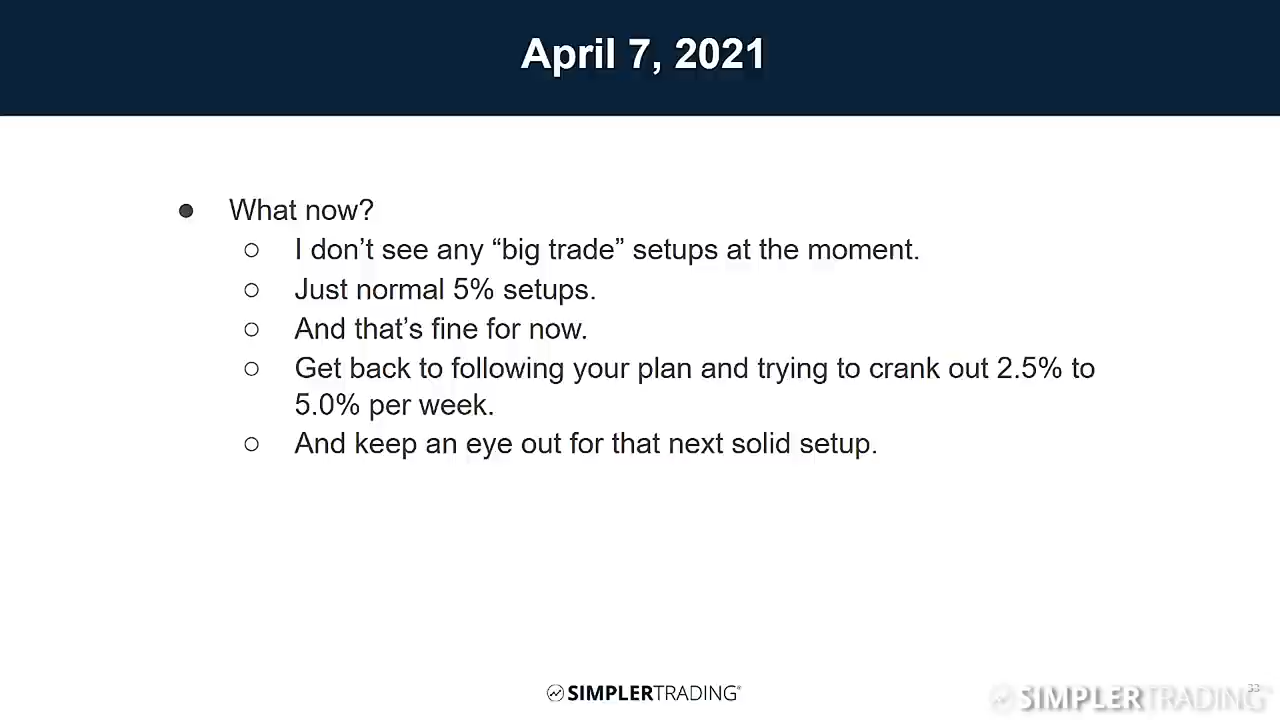 April 7, 2021
● What now?
○ I don’t see any “big trade” setups at the moment.
○ Just normal 5% setups.
○ And that’s fine for now.
○ Get back to following your plan and trying to crank out 2.5% to
5.0% per week.
○ And keep an eye out for that next solid setup.
SIMPLERTRADING®
33
SIMPLERTRADING